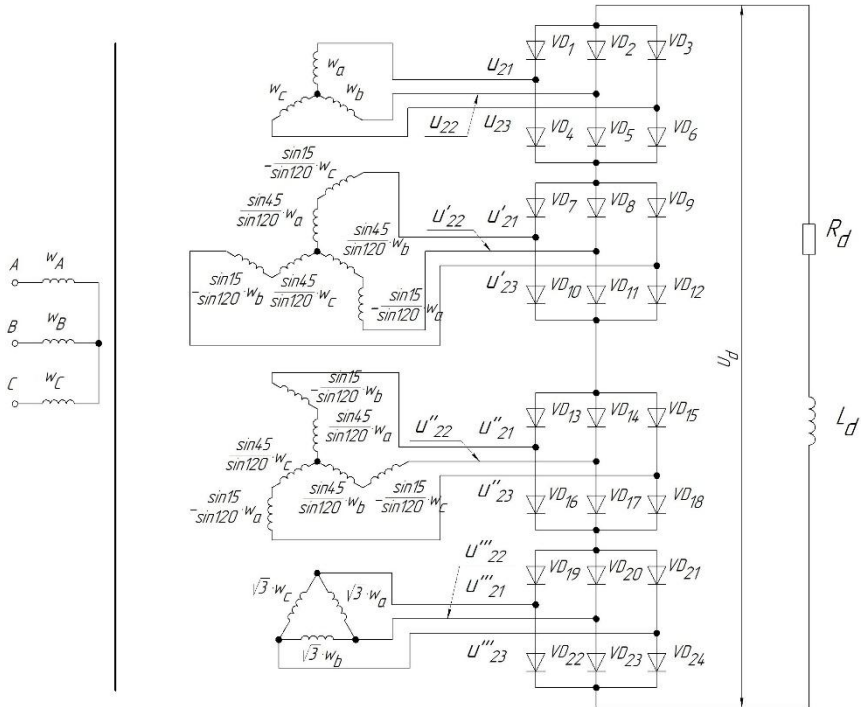 A
w_A
B
w_B
C
w_C
w_a
w_c
w_b
u_21
u_22
u_23
VD_1
VD_2
VD_3
VD_4
VD_5
VD_6
-sin15/sin120·w_c
sin45/sin120·w_a
sin45/sin120·w_b
-sin15/sin120·w_b
sin45/sin120·w_c
-sin15/sin120·w_a
u'_22
u'_21
u'_23
VD_7
VD_8
VD_9
VD_10
VD_11
VD_12
-sin15/sin120·w_b
sin45/sin120·w_a
sin45/sin120·w_c
-sin15/sin120·w_a
sin45/sin120·w_b
-sin15/sin120·w_c
u''_22
u''_21
u''_23
VD_13
VD_14
VD_15
VD_16
VD_17
VD_18
√3·w_c
√3·w_a
√3·w_b
u'''_22
u'''_21
u'''_23
VD_19
VD_20
VD_21
VD_22
VD_23
VD_24
U_d
R_d
L_d